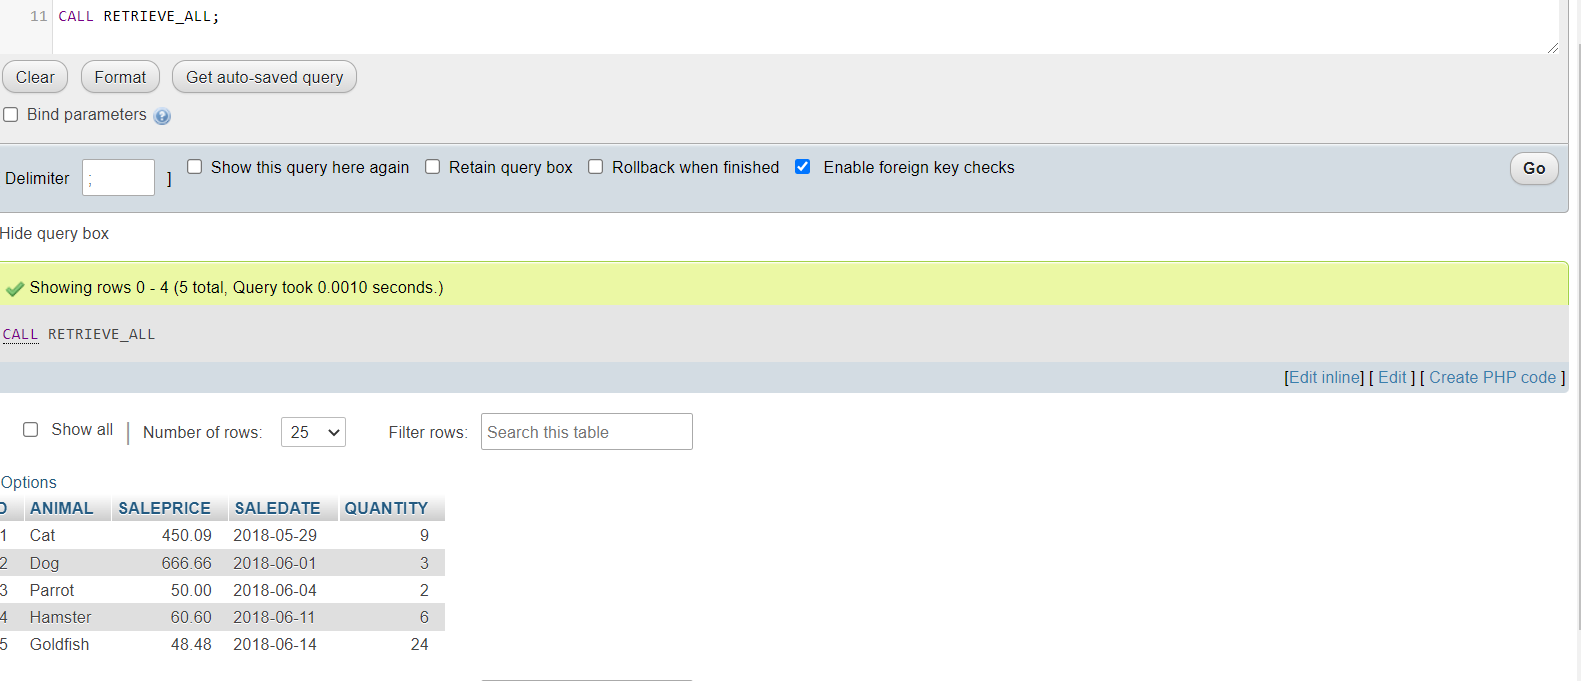 11 CALL RETRIEVE_ALL;
Clear Format Get auto-saved query
Bind parameters
Delimiter ; ] Show this query here again Retain query box Rollback when finished Enable foreign key checks Go
Hide query box
Showing rows 0 - 4 (5 total, Query took 0.0010 seconds.)
CALL RETRIEVE_ALL
[Edit inline] [ Edit ] [ Create PHP code ]
Show all | Number of rows: 25 Filter rows: Search this table
Options
D ANIMAL SALEPRICE SALEDATE QUANTITY
1 Cat 450.09 2018-05-29 9
2 Dog 666.66 2018-06-01 3
3 Parrot 50.00 2018-06-04 2
4 Hamster 60.60 2018-06-11 6
5 Goldfish 48.48 2018-06-14 24